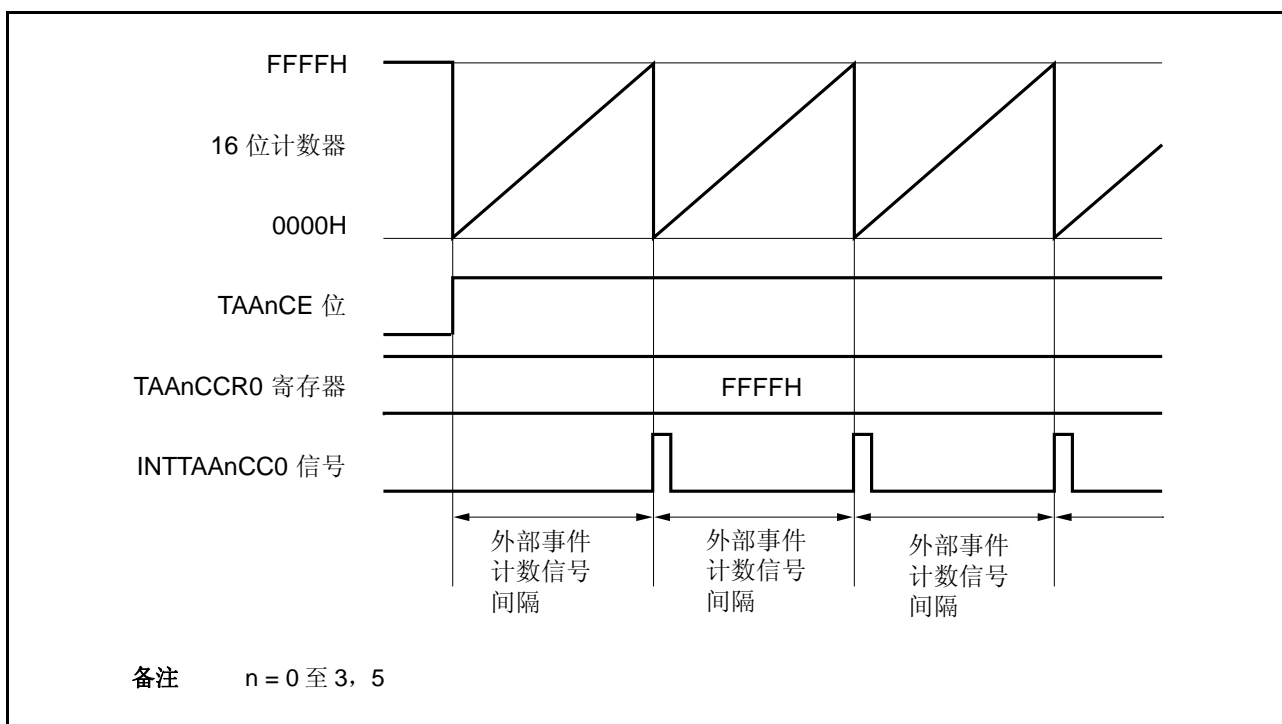 FFFFH
16 位计数器
0000H
TAAnCE 位
TAAnCCR0 寄存器
FFFFH
INTTAAnCC0 信号
外部事件
计数信号
间隔
外部事件
计数信号
间隔
外部事件
计数信号
间隔
备注 n = 0 至 3，5